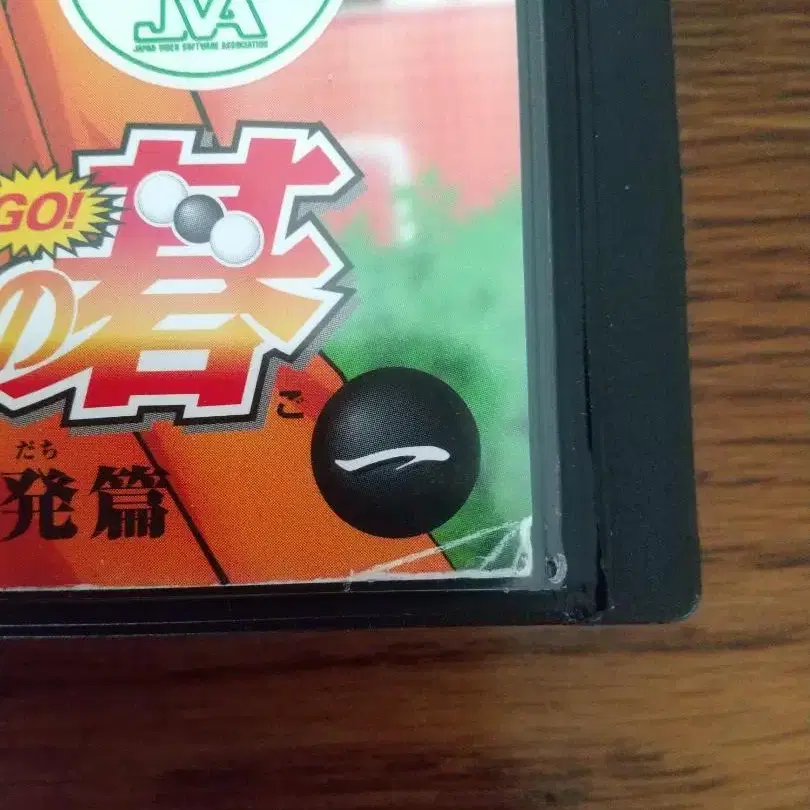 JVA
JAPAN VIDEO SOFTWARE ASSOCIATION
GO!
の碁
ご
だち
発篇
一